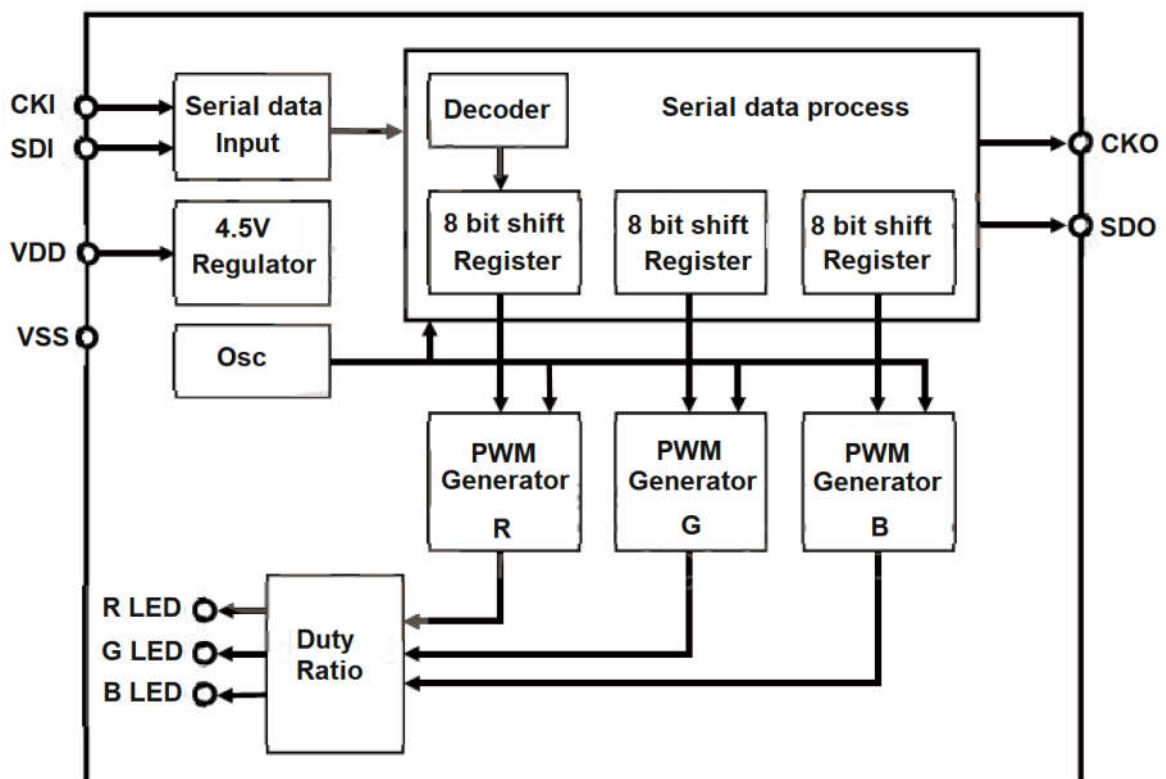 CKI
SDI
VDD
VSS
Serial data
Input
4.5V
Regulator
Osc
Decoder
Serial data process
8 bit shift
Register
8 bit shift
Register
8 bit shift
Register
CKO
SDO
PWM
Generator
R
PWM
Generator
G
PWM
Generator
B
R LED
G LED
B LED
Duty
Ratio